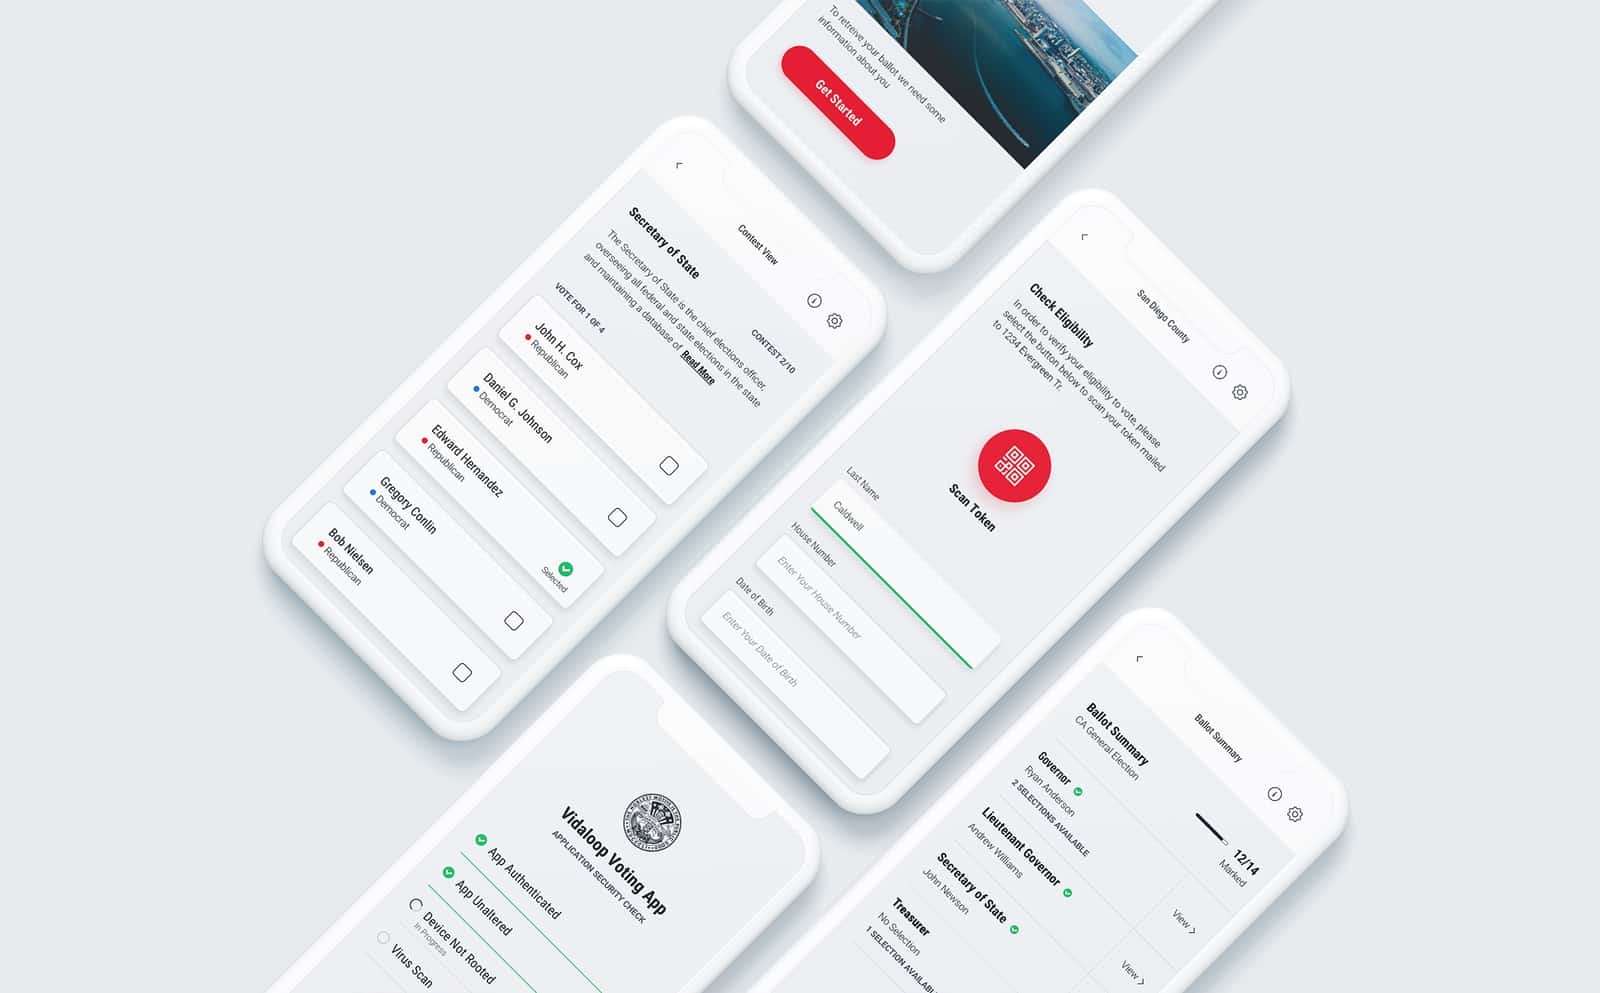 To retreive your ballot we need some
information about you
Get Started
Contest View
Secretary of State
The Secretary of State is the chief elections officer,
overseeing all federal and state elections in the state
and maintaining a database of Read More
VOTE FOR 1 OF 4
CONTEST 2/10
John H. Cox
Republican
Daniel G. Johnson
Democrat
Edward Hernandez
Republican
Selected
Gregory Conlin
Democrat
Bob Nielsen
Republican
San Diego County
Check Eligibility
In order to verify your eligibility to vote, please
select the button below to scan your token mailed
to 1234 Evergreen Tr.
Scan Token
Last Name
Caldwell
House Number
Enter Your House Number
Date of Birth
Enter Your Date of Birth
Vidaloop Voting App
APPLICATION SECURITY CHECK
App Authenticated
App Unaltered
Device Not Rooted
In Progress
Virus Scan
Ballot Summary
Ballot Summary
CA General Election
12/14
Marked
Governor
Ryan Anderson
2 SELECTIONS AVAILABLE
View
Lieutenant Governor
Andrew Williams
View
Secretary of State
John Newson
Treasurer
No Selection
1 SELECTION